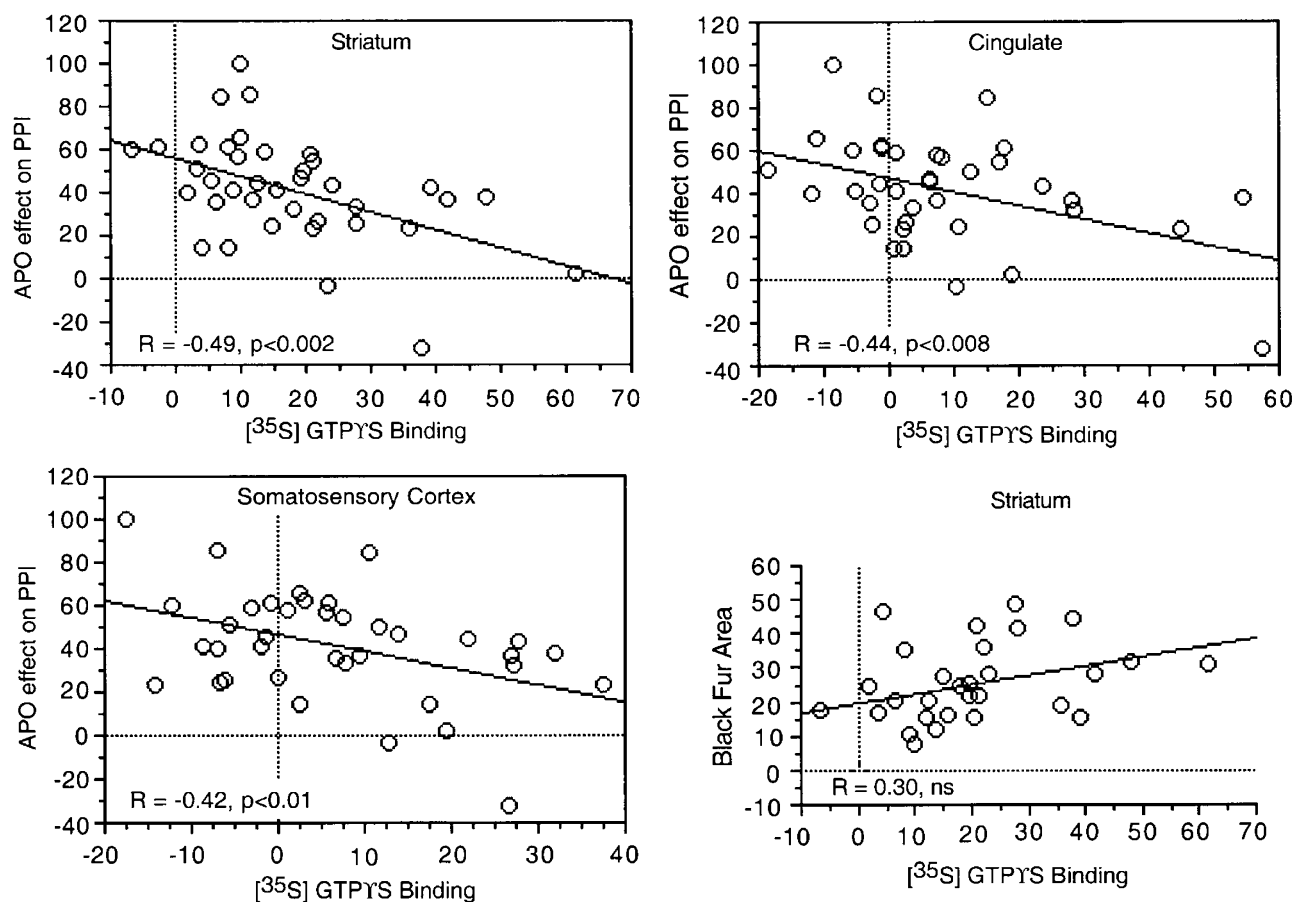 Striatum
APO effect on PPI
120
100
80
60
40
20
0
-20
-40
R = -0.49, p<0.002
-10 0 10 20 30 40 50 60 70
[35S] GTPϒS Binding
Cingulate
APO effect on PPI
120
100
80
60
40
20
0
-20
-40
R = -0.44, p<0.008
-20 -10 0 10 20 30 40 50 60
[35S] GTPϒS Binding
Somatosensory Cortex
APO effect on PPI
120
100
80
60
40
20
0
-20
-40
R = -0.42, p<0.01
-20 -10 0 10 20 30 40
[35S] GTPϒS Binding
Striatum
Black Fur Area
60
50
40
30
20
10
0
-10
R = 0.30, ns
-10 0 10 20 30 40 50 60 70
[35S] GTPϒS Binding